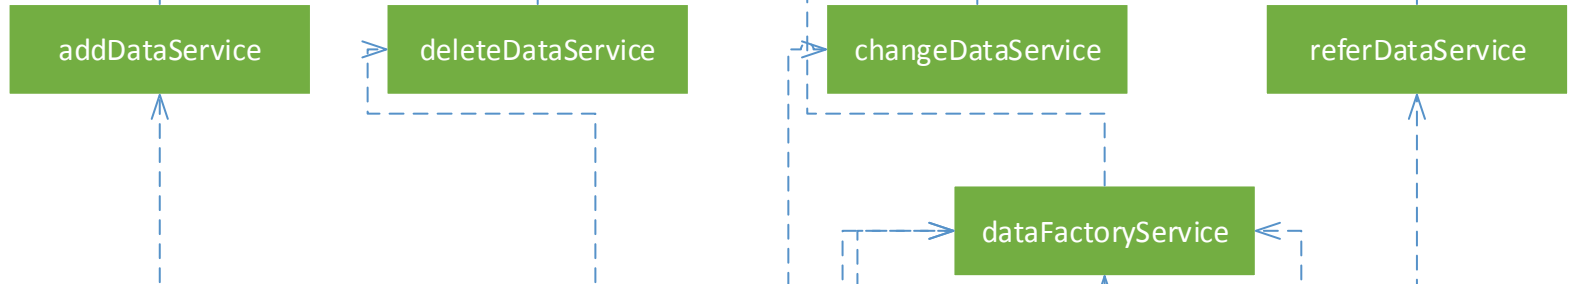 addDataService
deleteDataService
changeDataService
referDataService
dataFactoryService